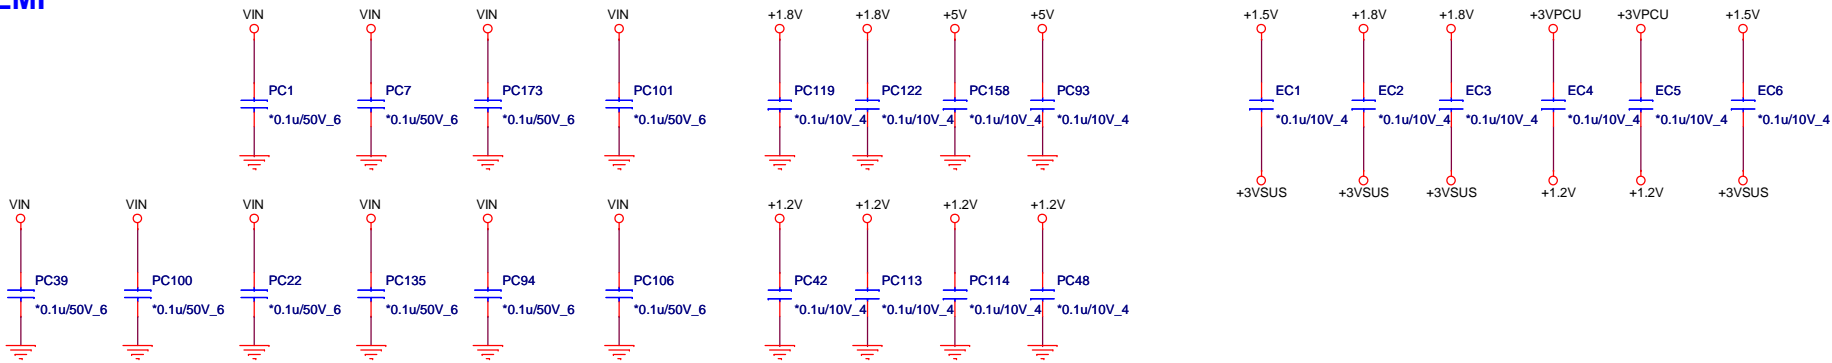 EMI
VIN VIN VIN VIN +1.8V +1.8V +5V +5V +1.5V +1.8V +1.8V +3VPCU +3VPCU +1.5V
PC1 PC7 PC173 PC101 PC119 PC122 PC158 PC93 EC1 EC2 EC3 EC4 EC5 EC6
*0.1u/50V_6 *0.1u/50V_6 *0.1u/50V_6 *0.1u/50V_6 *0.1u/10V_4 *0.1u/10V_4 *0.1u/10V_4 *0.1u/10V_4 *0.1u/10V_4 *0.1u/10V_4 *0.1u/10V_4 *0.1u/10V_4 *0.1u/10V_4 *0.1u/10V_4
+3VSUS +3VSUS +3VSUS +1.2V +1.2V +3VSUS
VIN VIN VIN VIN VIN VIN +1.2V +1.2V +1.2V +1.2V
PC39 PC100 PC22 PC135 PC94 PC106 PC42 PC113 PC114 PC48
*0.1u/50V_6 *0.1u/50V_6 *0.1u/50V_6 *0.1u/50V_6 *0.1u/50V_6 *0.1u/50V_6 *0.1u/10V_4 *0.1u/10V_4 *0.1u/10V_4 *0.1u/10V_4